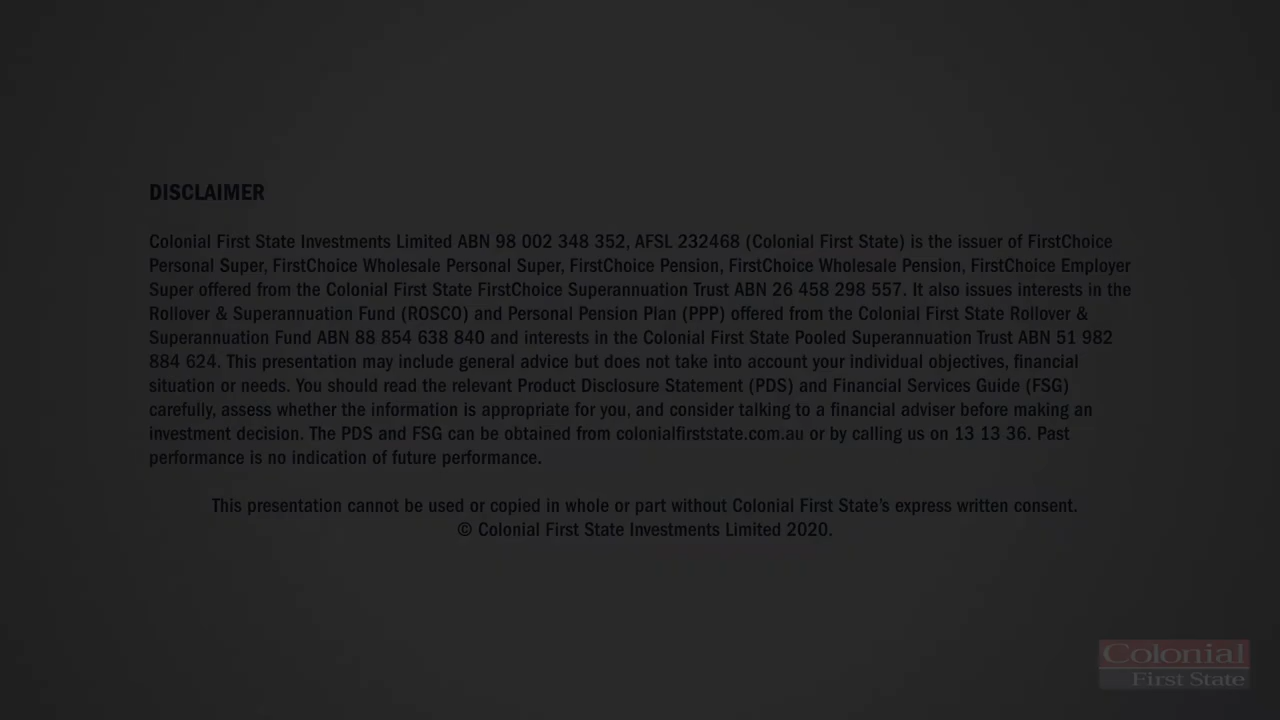 DISCLAIMER
Colonial First State Investments Limited ABN 98 002 348 352, AFSL 232468 (Colonial First State) is the issuer of FirstChoice
Personal Super, FirstChoice Wholesale Personal Super, FirstChoice Pension, FirstChoice Wholesale Pension, FirstChoice Employer
Super offered from the Colonial First State FirstChoice Superannuation Trust ABN 26 458 298 557. It also issues interests in the
Rollover & Superannuation Fund (ROSCO) and Personal Pension Plan (PPP) offered from the Colonial First State Rollover &
Superannuation Fund ABN 88 854 638 840 and interests in the Colonial First State Pooled Superannuation Trust ABN 51 982
884 624. This presentation may include general advice but does not take into account your individual objectives, financial
situation or needs. You should read the relevant Product Disclosure Statement (PDS) and Financial Services Guide (FSG)
carefully, assess whether the information is appropriate for you, and consider talking to a financial adviser before making an
investment decision. The PDS and FSG can be obtained from colonialfirststate.com.au or by calling us on 13 13 36. Past
performance is no indication of future performance.
This presentation cannot be used or copied in whole or part without Colonial First State's express written consent.
© Colonial First State Investments Limited 2020.
Colonial
First State